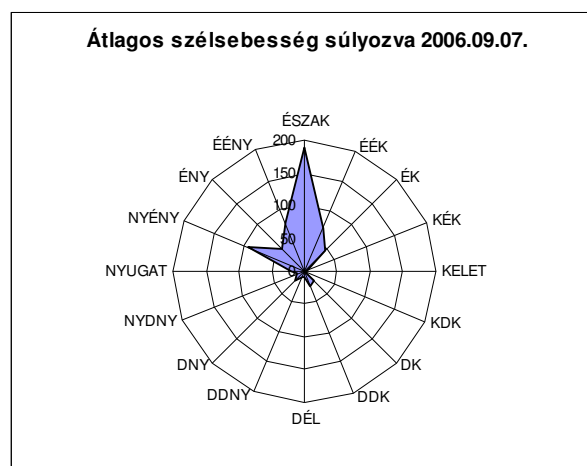 Átlagos szélsebesség súlyozva 2006.09.07.
ÉSZAK
ÉÉNY
ÉÉK
ÉNY
ÉK
NYÉNY
KÉK
NYUGAT
KELET
NYDNY
KDK
DNY
DK
DDNY
DDK
DÉL
200
150
100
50
0